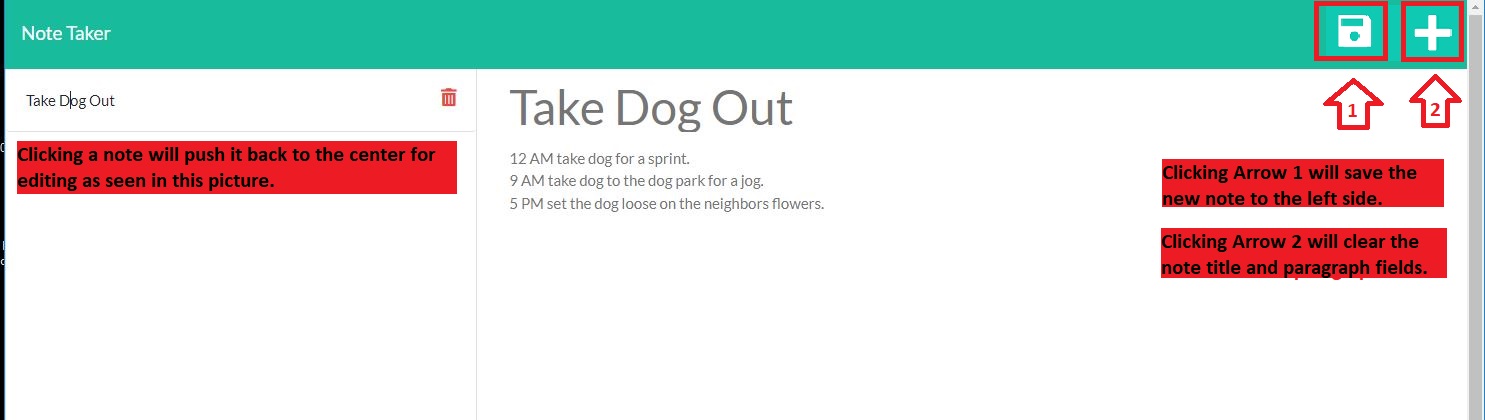 Note Taker
Take Dog Out
Clicking a note will push it back to the center for
editing as seen in this picture.
Take Dog Out
12 AM take dog for a sprint.
9 AM take dog to the dog park for a jog.
5 PM set the dog loose on the neighbors flowers.
1
2
Clicking Arrow 1 will save the
new note to the left side.
Clicking Arrow 2 will clear the
note title and paragraph fields.